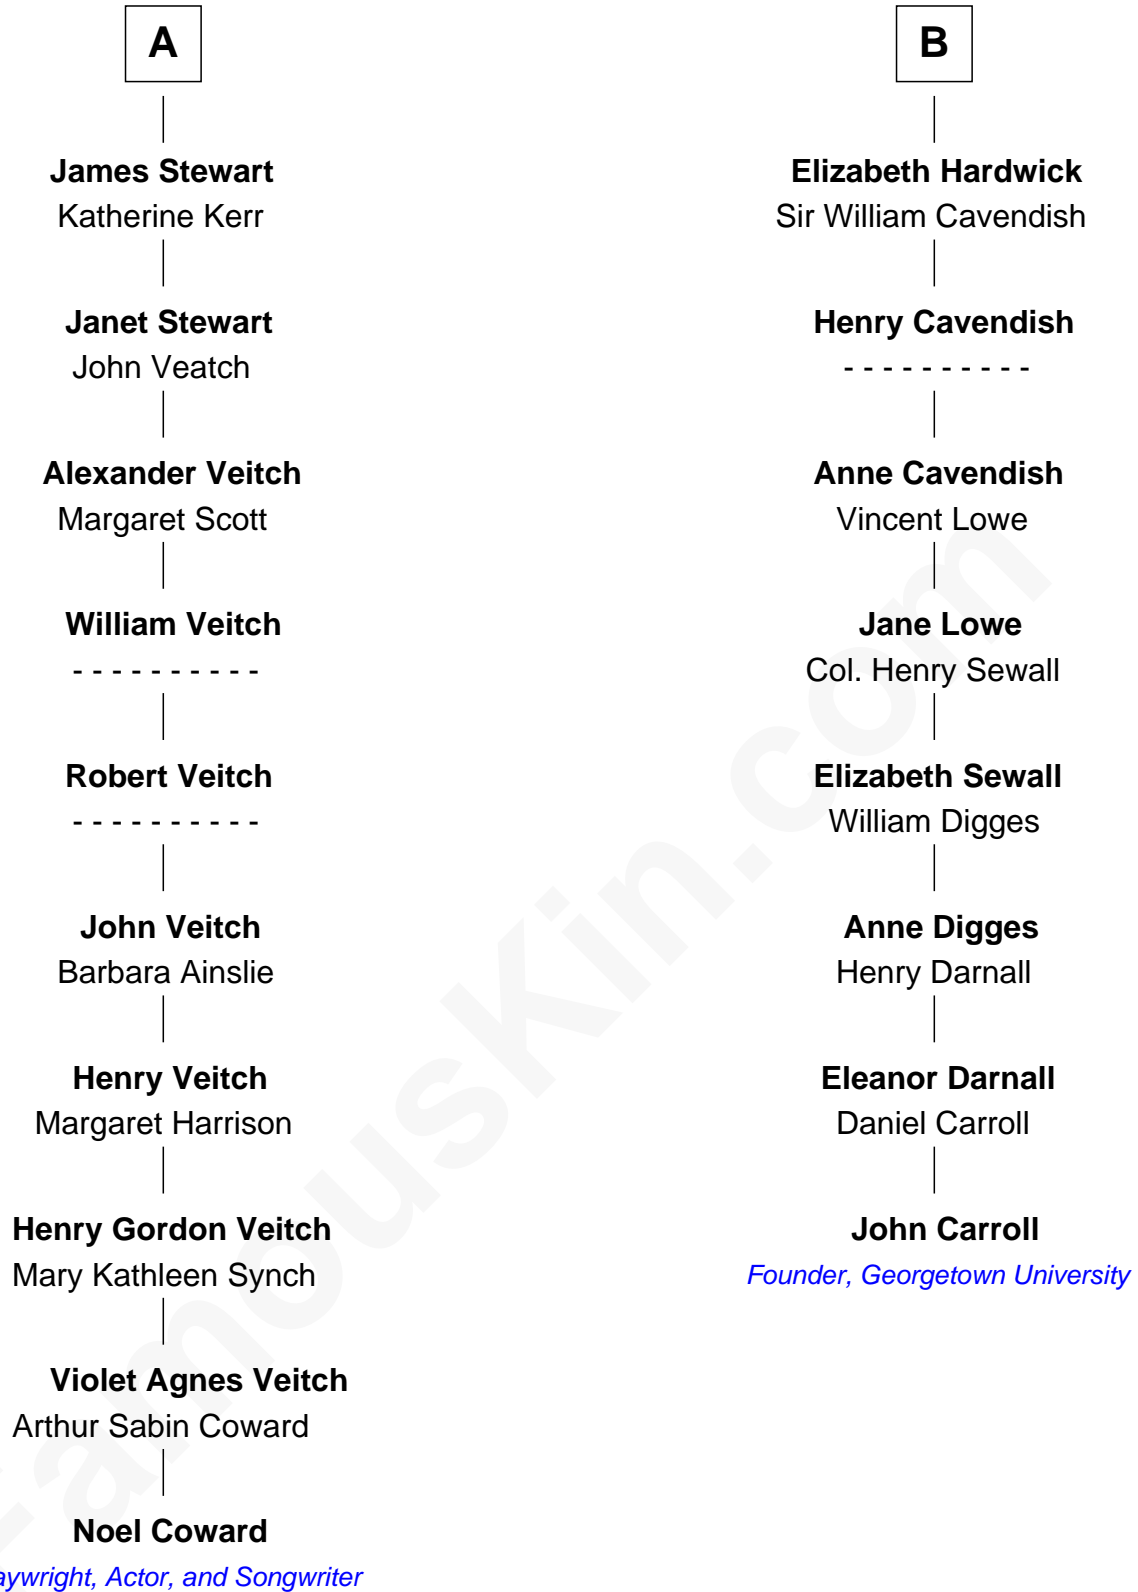 A
James Stewart
Katherine Kerr
Janet Stewart
John Veatch
Alexander Veitch
Margaret Scott
William Veitch
- - - - - - - - - -
Robert Veitch
- - - - - - - - - -
John Veitch
Barbara Ainslie
Henry Veitch
Margaret Harrison
Henry Gordon Veitch
Mary Kathleen Synch
Violet Agnes Veitch
Arthur Sabin Coward
Noel Coward
aywright, Actor, and Songwriter
B
Elizabeth Hardwick
Sir William Cavendish
Henry Cavendish
- - - - - - - - - -
Anne Cavendish
Vincent Lowe
Jane Lowe
Col. Henry Sewall
Elizabeth Sewall
William Digges
Anne Digges
Henry Darnall
Eleanor Darnall
Daniel Carroll
John Carroll
Founder, Georgetown University
FamousKin.com